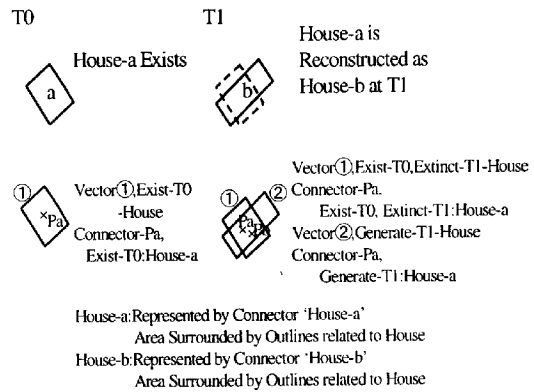 T0
T1
House-a Exists
House-a is
Reconstructed as
House-b at T1
a
b
①
×Pa
Vector①,Exist-T0
-House
Connector-Pa,
Exist-T0:House-a
①
②
Pa
Pa
Vector①,Exist-T0,Extinct-T1-House
Connector-Pa.
Exist-T0, Extinct-T1:House-a
Vector②,Generate-T1-House
Connector-Pa,
Generate-T1:House-a
House-a:Represented by Connector ‘House-a’
Area Surrounded by Outlines related to House
House-b:Represented by Connector ‘House-b’
Area Surrounded by Outlines related to House